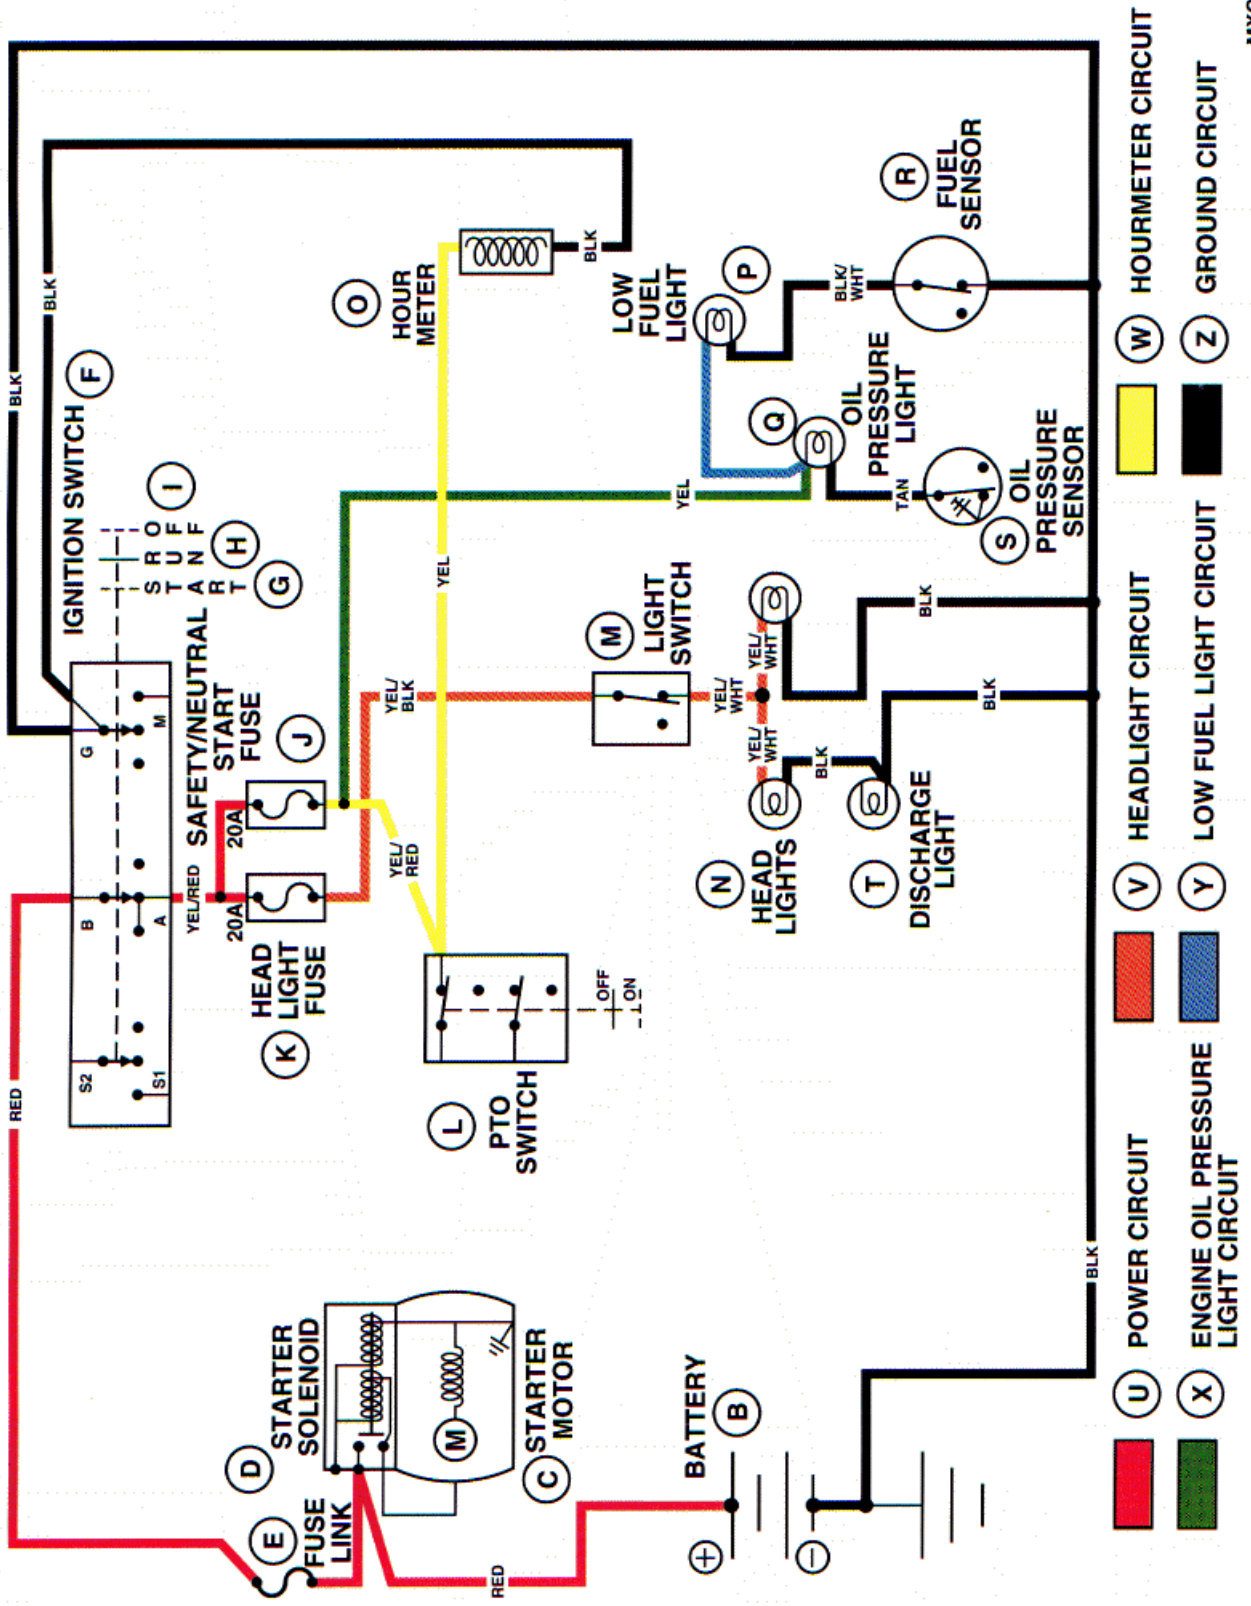 BLK
BLK
RED
IGNITION SWITCH
F
START
RUN
OFF
G
H
I
G
M
B
A
S2
S1
YEL/RED
SAFETY/NEUTRAL
START
FUSE
J
20A
20A
HEAD
LIGHT
FUSE
K
YEL/
RED
YEL/
BLK
YEL
YEL
O
HOUR
METER
BLK
LOW
FUEL
LIGHT
P
BLK/
WHT
R
FUEL
SENSOR
Q
OIL
PRESSURE
LIGHT
TAN
S
OIL
PRESSURE
SENSOR
M
LIGHT
SWITCH
YEL/
WHT
YEL/
WHT
YEL/
WHT
BLK
BLK
BLK
N
HEAD
LIGHTS
T
DISCHARGE
LIGHT
L
PTO
SWITCH
OFF
ON
D
STARTER
SOLENOID
M
C
STARTER
MOTOR
E
FUSE
LINK
RED
BATTERY
B
+
−
BLK
U POWER CIRCUIT
V HEADLIGHT CIRCUIT
W HOURMETER CIRCUIT
X ENGINE OIL PRESSURE
LIGHT CIRCUIT
Y LOW FUEL LIGHT CIRCUIT
Z GROUND CIRCUIT